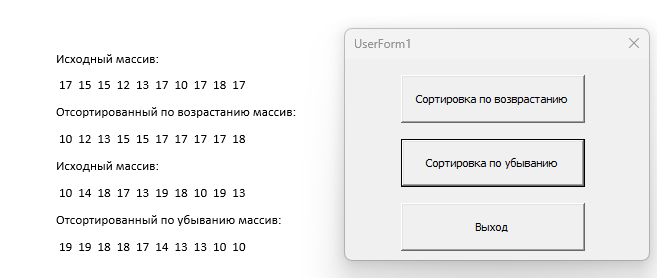 Исходный массив:
17 15 15 12 13 17 10 17 18 17
Отсортированный по возрастанию массив:
10 12 13 15 15 17 17 17 17 18
Исходный массив:
10 14 18 17 13 19 18 10 19 13
Отсортированный по убыванию массив:
19 19 18 18 17 14 13 13 10 10
UserForm1
Сортировка по возврастанию
Сортировка по убыванию
Выход